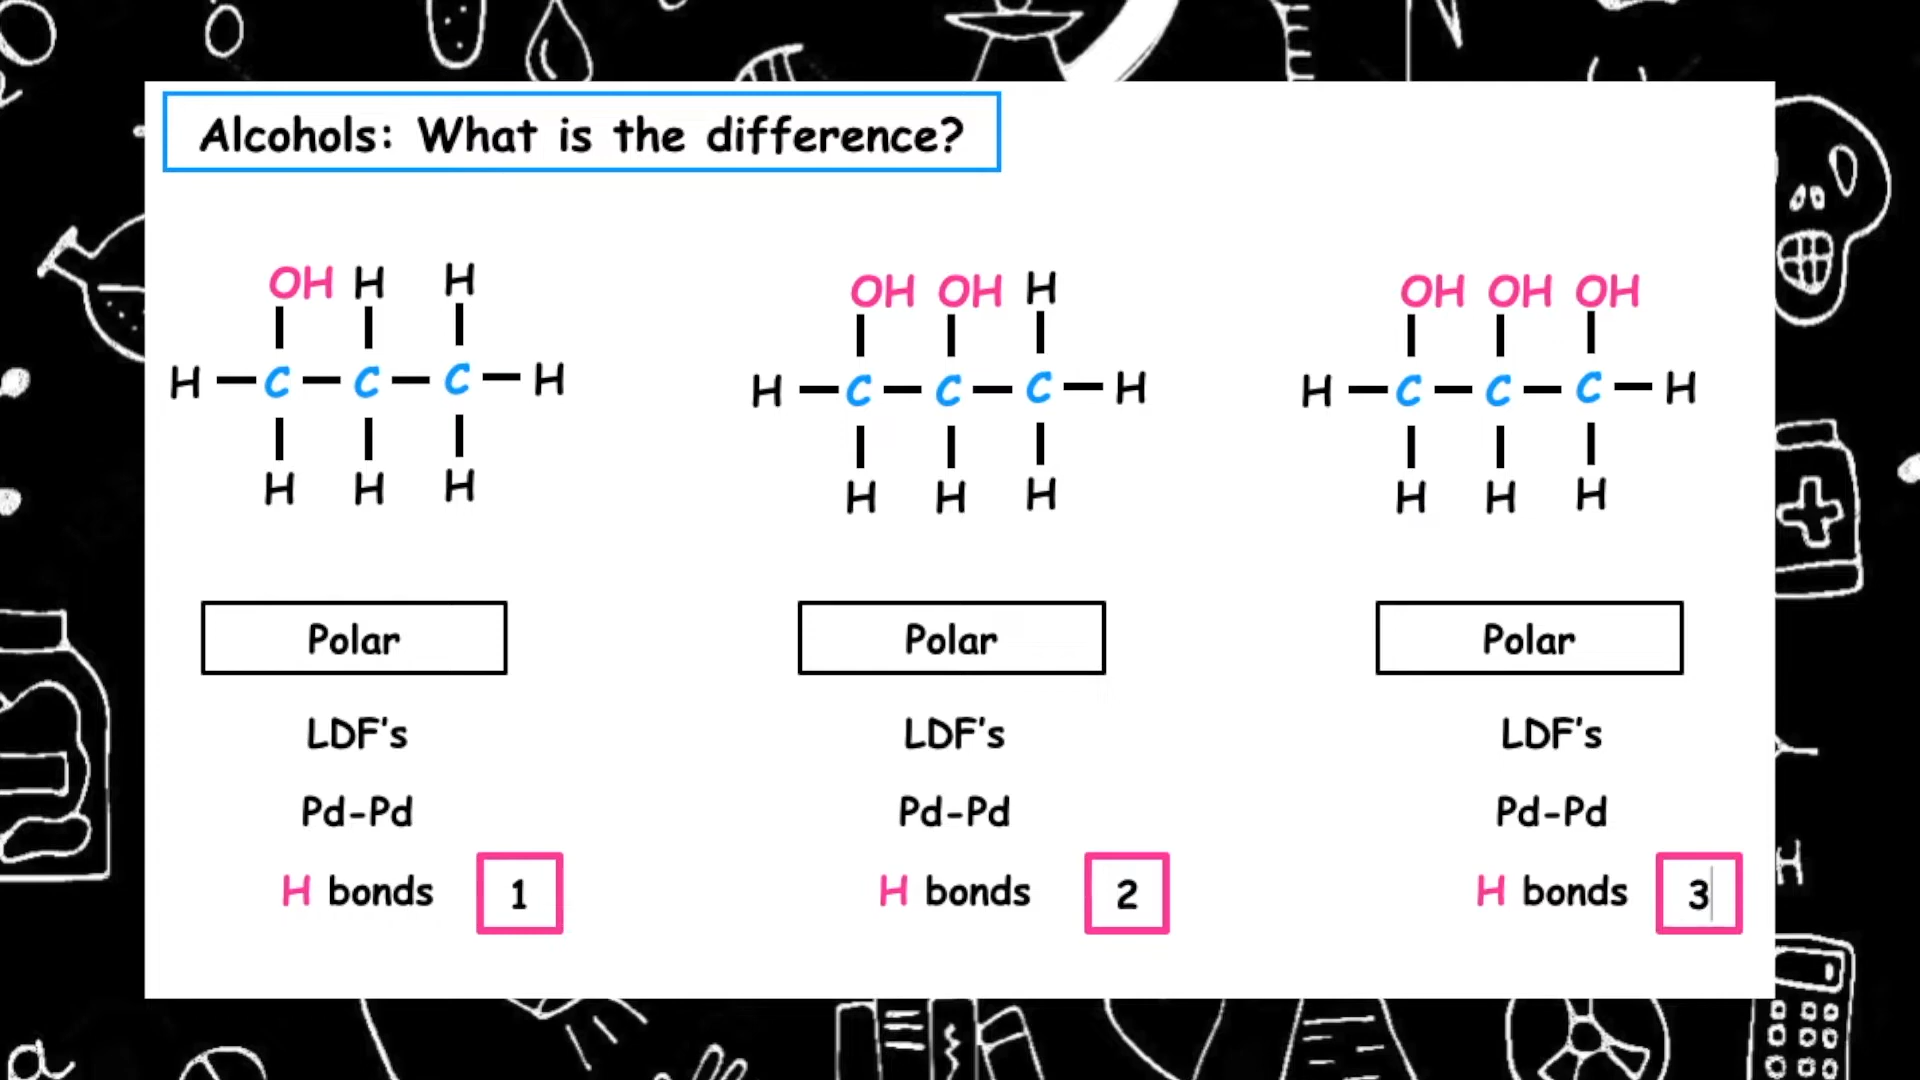 Alcohols: What is the difference?
OH H H
H C C C H
H H H
OH OH H
H C C C H
H H H
OH OH OH
H C C C H
H H H
Polar
LDF's
Pd-Pd
H bonds 1
Polar
LDF's
Pd-Pd
H bonds 2
Polar
LDF's
Pd-Pd
H bonds 3
H
a